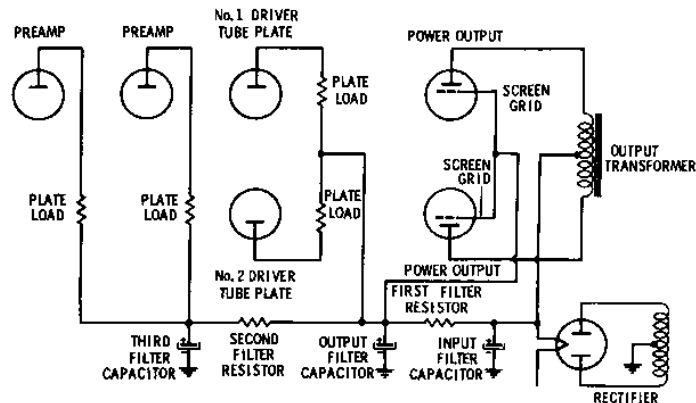 PREAMP
PREAMP
No. 1 DRIVER
TUBE PLATE
POWER OUTPUT
PLATE
LOAD
SCREEN
GRID
OUTPUT
TRANSFORMER
SCREEN
GRID
PLATE
LOAD
PLATE
LOAD
PLATE
LOAD
No. 2 DRIVER
TUBE PLATE
POWER OUTPUT
FIRST FILTER
RESISTOR
THIRD
FILTER
CAPACITOR
SECOND
FILTER
RESISTOR
OUTPUT
FILTER
CAPACITOR
INPUT
FILTER
CAPACITOR
RECTIFIER